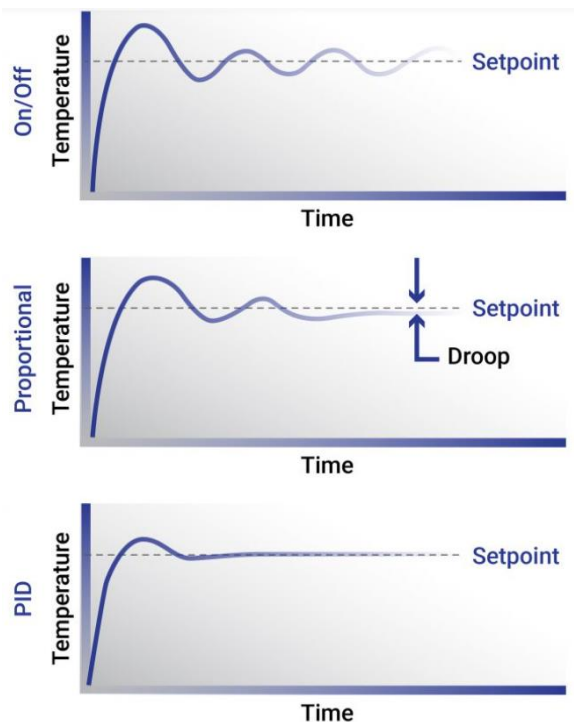 On/Off
Temperature
Setpoint
Time
Proportional
Temperature
Setpoint
Droop
Time
PID
Temperature
Setpoint
Time